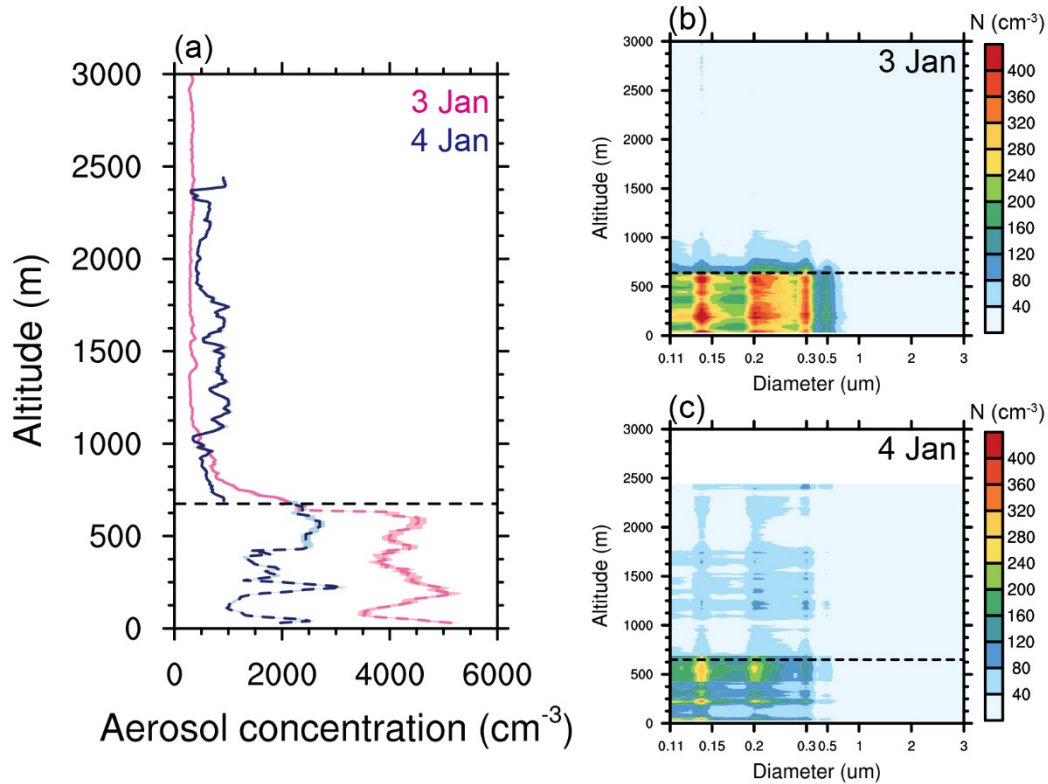 (a)
3000
2500
2000
1500
1000
500
0
Altitude (m)
3 Jan
4 Jan
0 2000 4000 6000
Aerosol concentration (cm⁻³)
(b)
N (cm⁻³)
3 Jan
3000
2500
2000
1500
1000
500
0
Altitude (m)
0.11 0.15 0.2 0.3 0.5 1 2 3
Diameter (um)
400
360
320
280
240
200
160
120
80
40
(c)
N (cm⁻³)
4 Jan
3000
2500
2000
1500
1000
500
0
Altitude (m)
0.11 0.15 0.2 0.3 0.5 1 2 3
Diameter (um)
400
360
320
280
240
200
160
120
80
40